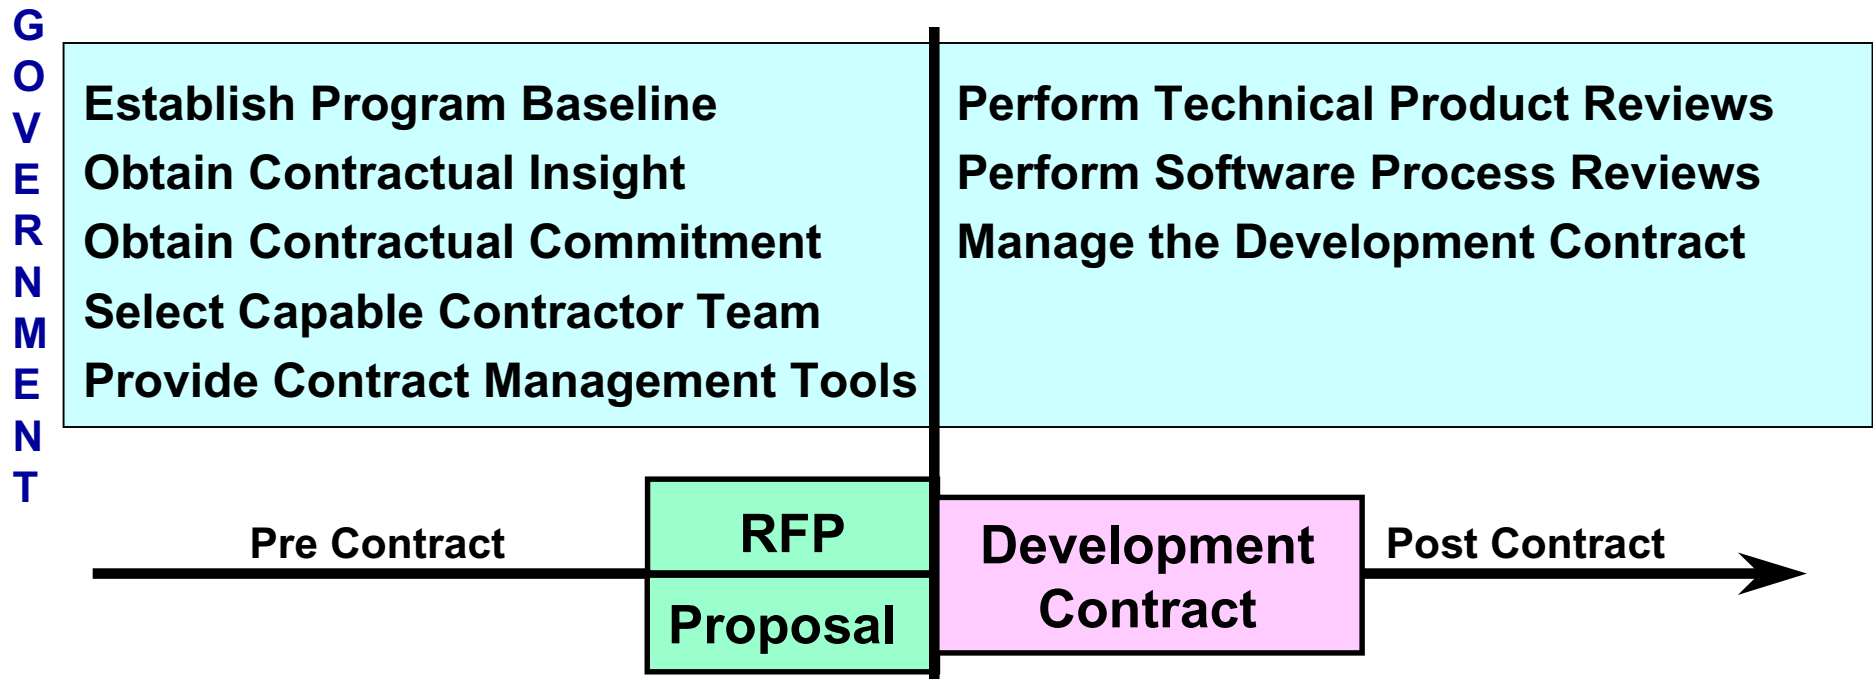 GOVERNMENT
Establish Program Baseline
Obtain Contractual Insight
Obtain Contractual Commitment
Select Capable Contractor Team
Provide Contract Management Tools
Perform Technical Product Reviews
Perform Software Process Reviews
Manage the Development Contract
Pre Contract
RFP
Proposal
Development
Contract
Post Contract